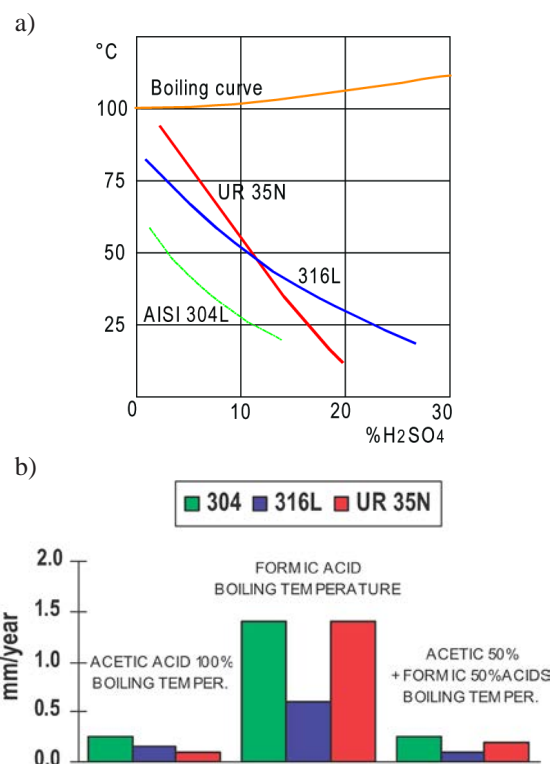 a)
°C
Boiling curve
100
75
UR 35N
50
316L
AISI 304L
25
0 10 20 30
%H2SO4
b)
304 316L UR 35N
2.0
FORMIC ACID
BOILING TEMPERATURE
1.5
mm/year
1.0
ACETIC ACID 100%
BOILING TEMPER.
ACETIC 50%
+ FORMIC 50%ACIDS
BOILING TEMPER.
0.5
0.0